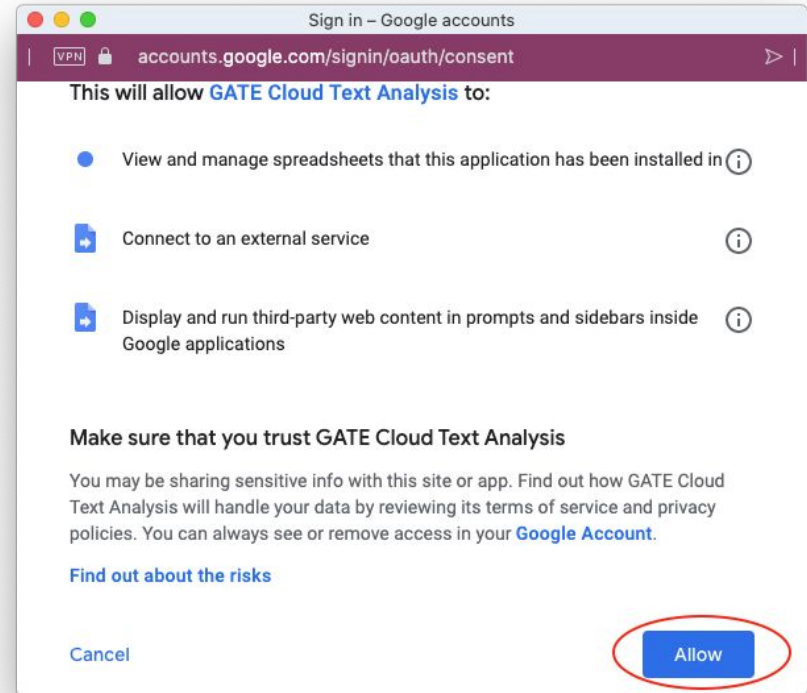 Sign in – Google accounts
VPN accounts.google.com/signin/oauth/consent
This will allow GATE Cloud Text Analysis to:
View and manage spreadsheets that this application has been installed in
Connect to an external service
Display and run third-party web content in prompts and sidebars inside
Google applications
Make sure that you trust GATE Cloud Text Analysis
You may be sharing sensitive info with this site or app. Find out how GATE Cloud
Text Analysis will handle your data by reviewing its terms of service and privacy
policies. You can always see or remove access in your Google Account.
Find out about the risks
Cancel Allow